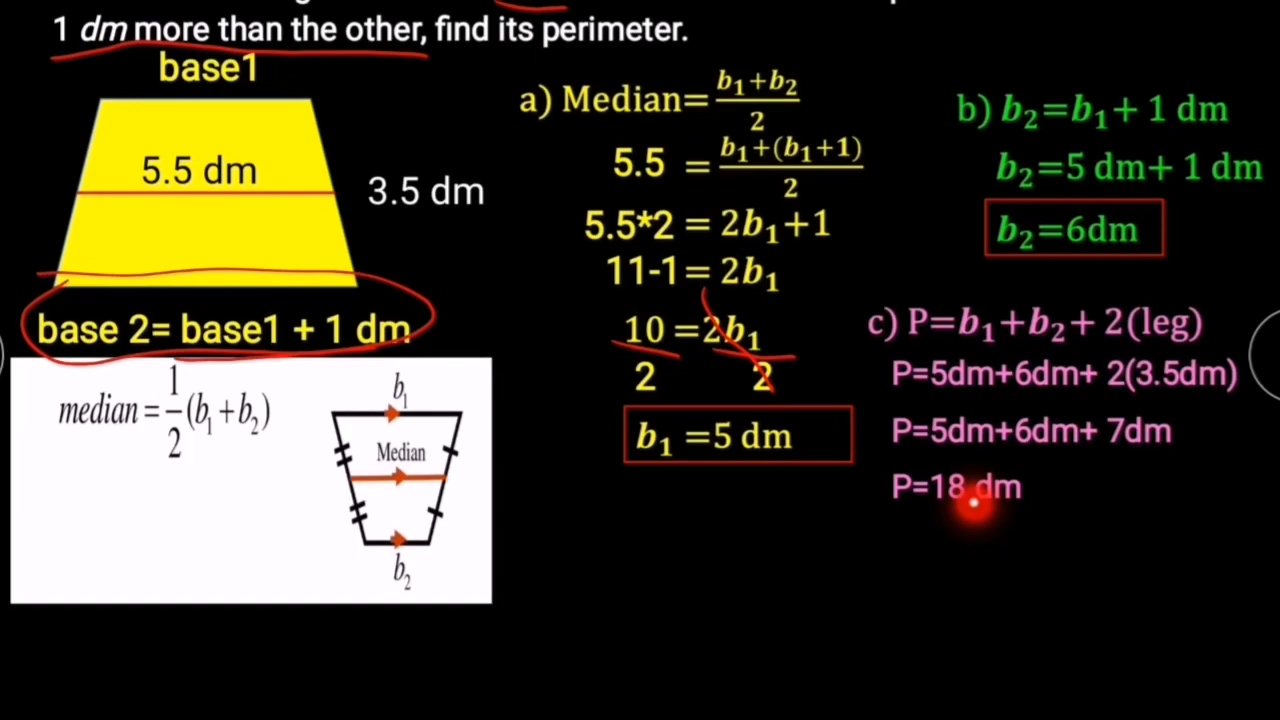 1 dm more than the other, find its perimeter.
base1
5.5 dm
3.5 dm
base 2= base1 + 1 dm
median = 1/2 (b₁ + b₂)
b₁
Median
b₂
a) Median= b₁+b₂ / 2
5.5 = b₁+(b₁+1) / 2
5.5*2 = 2b₁+1
11-1= 2b₁
10 =2b₁
2 2
b₁ =5 dm
b) b₂=b₁+ 1 dm
b₂=5 dm+ 1 dm
b₂=6dm
c) P=b₁+b₂+ 2(leg)
P=5dm+6dm+ 2(3.5dm)
P=5dm+6dm+ 7dm
P=18 dm